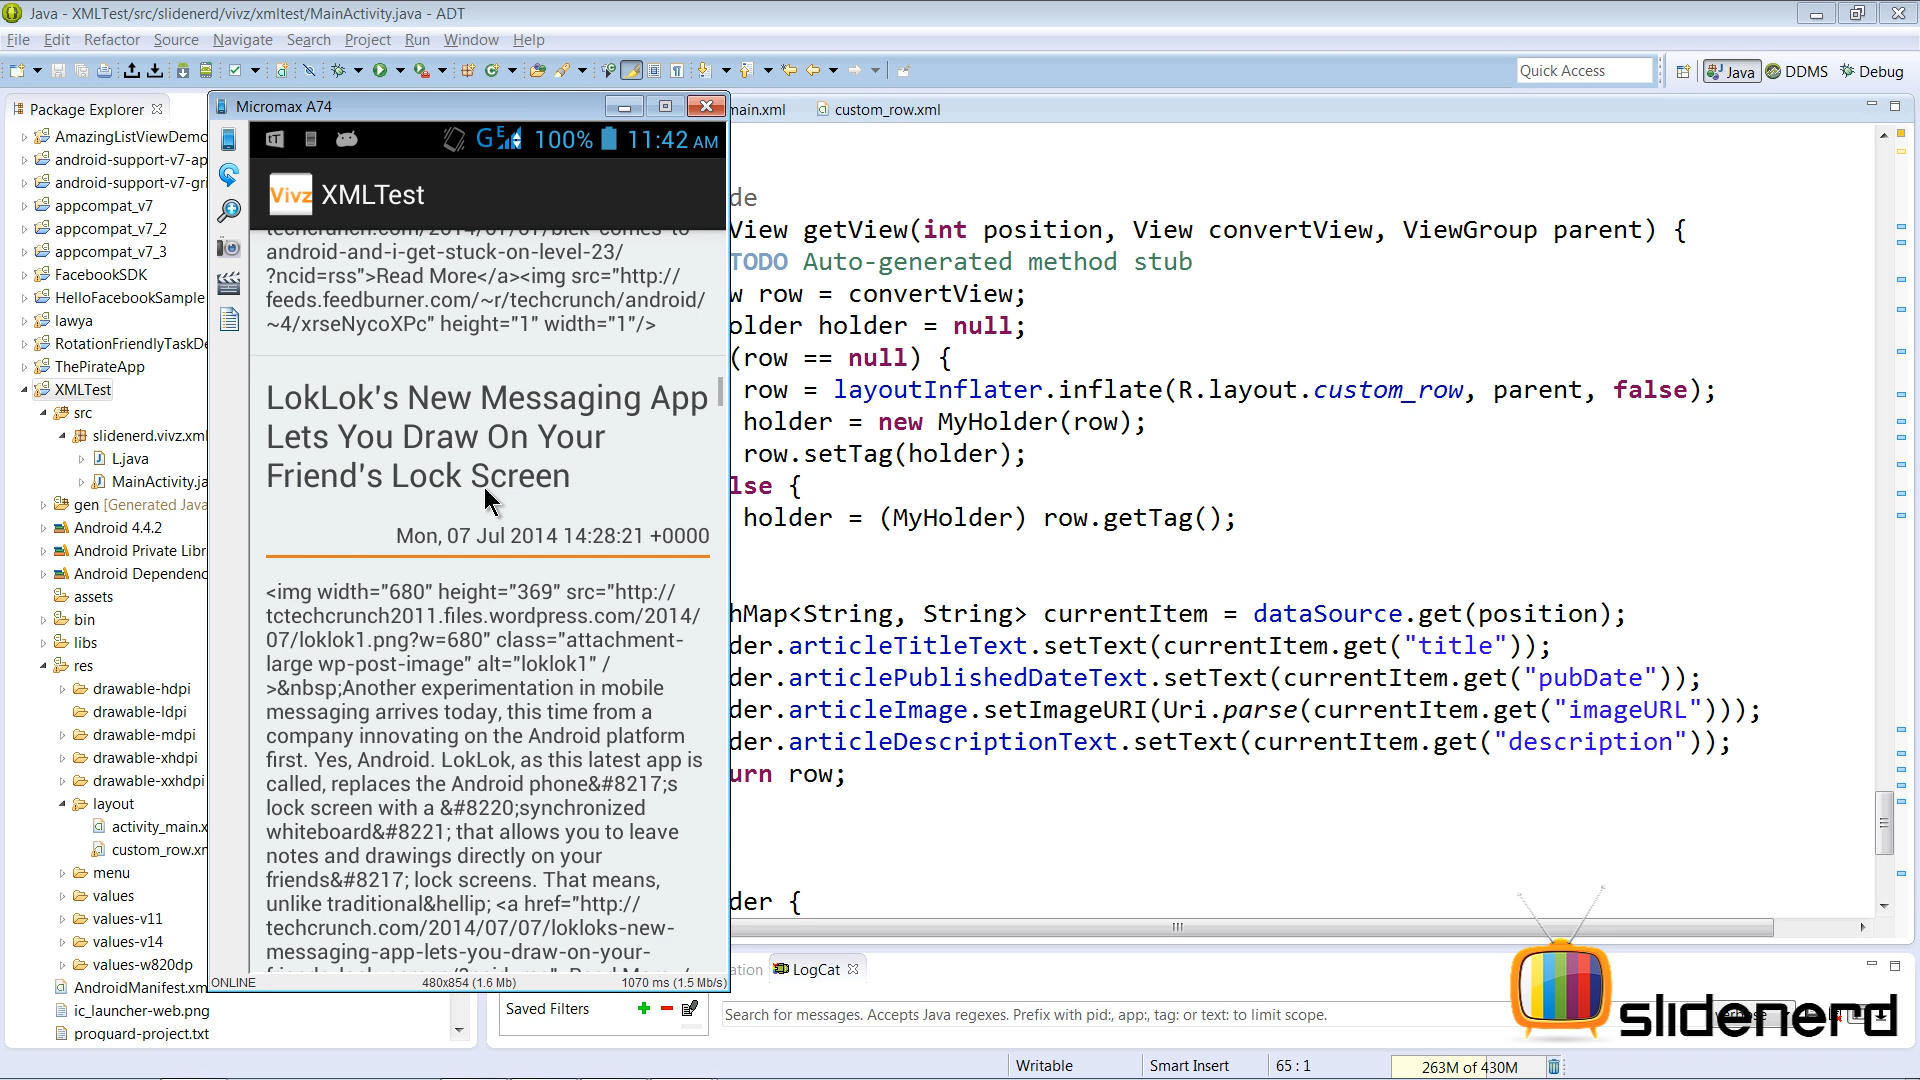 Java - XMLTest/src/slidenerd/vivz/xmltest/MainActivity.java - ADT
File Edit Refactor Source Navigate Search Project Run Window Help
Quick Access
Java DDMS Debug
Package Explorer
AmazingListViewDemo
android-support-v7-ap
android-support-v7-gri
appcompat_v7
appcompat_v7_2
appcompat_v7_3
FacebookSDK
HelloFacebookSample
lawya
RotationFriendlyTaskDe
ThePirateApp
XMLTest
src
slidenerd.vivz.xml
L.java
MainActivity.ja
gen [Generated Java
Android 4.4.2
Android Private Libr
Android Dependenc
assets
bin
libs
res
drawable-hdpi
drawable-ldpi
drawable-mdpi
drawable-xhdpi
drawable-xxhdpi
layout
activity_main.x
custom_row.xm
menu
values
values-v11
values-v14
values-w820dp
AndroidManifest.xm
ic_launcher-web.png
proguard-project.txt
Micromax A74
G E 100% 11:42 AM
Vivz XMLTest
techcrunch.com/2014/01/01/blek-comes-to-
android-and-i-get-stuck-on-level-23/
?ncid=rss">Read More</a><img src="http://
feeds.feedburner.com/~r/techcrunch/android/
~4/xrseNycoXPc" height="1" width="1"/>
LokLok's New Messaging App
Lets You Draw On Your
Friend's Lock Screen
Mon, 07 Jul 2014 14:28:21 +0000
<img width="680" height="369" src="http://
tctechcrunch2011.files.wordpress.com/2014/
07/loklok1.png?w=680" class="attachment-
large wp-post-image" alt="loklok1" /
>&nbsp;Another experimentation in mobile
messaging arrives today, this time from a
company innovating on the Android platform
first. Yes, Android. LokLok, as this latest app is
called, replaces the Android phone&#8217;s
lock screen with a &#8220;synchronized
whiteboard&#8221; that allows you to leave
notes and drawings directly on your
friends&#8217; lock screens. That means,
unlike traditional&hellip; <a href="http://
techcrunch.com/2014/07/07/lokloks-new-
messaging-app-lets-you-draw-on-your-
ONLINE 480x854 (1.6 Mb) 1070 ms (1.5 Mb/s)
main.xml custom_row.xml
de
View getView(int position, View convertView, ViewGroup parent) {
TODO Auto-generated method stub
w row = convertView;
older holder = null;
(row == null) {
row = layoutInflater.inflate(R.layout.custom_row, parent, false);
holder = new MyHolder(row);
row.setTag(holder);
lse {
holder = (MyHolder) row.getTag();
hMap<String, String> currentItem = dataSource.get(position);
der.articleTitleText.setText(currentItem.get("title"));
der.articlePublishedDateText.setText(currentItem.get("pubDate"));
der.articleImage.setImageURI(Uri.parse(currentItem.get("imageURL")));
der.articleDescriptionText.setText(currentItem.get("description"));
urn row;
der {
ation LogCat
Saved Filters
Search for messages. Accepts Java regexes. Prefix with pid:, app:, tag: or text: to limit scope.
verbose
slidenerd
Writable Smart Insert 65 : 1 263M of 430M